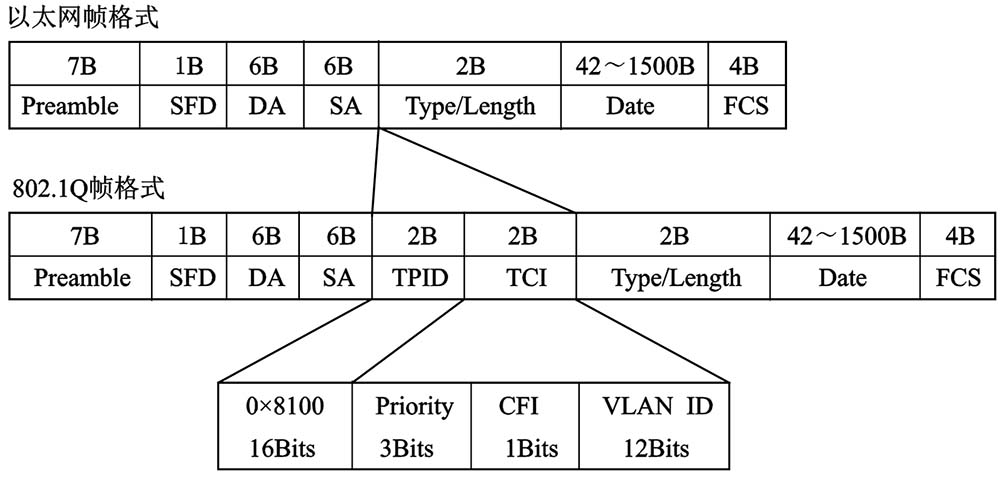 以太网帧格式
7B 1B 6B 6B 2B 42～1500B 4B
Preamble SFD DA SA Type/Length Date FCS
802.1Q帧格式
7B 1B 6B 6B 2B 2B 2B 42～1500B 4B
Preamble SFD DA SA TPID TCI Type/Length Date FCS
0×8100 Priority CFI VLAN ID
16Bits 3Bits 1Bits 12Bits